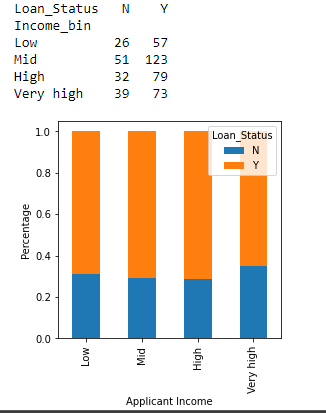 Loan_Status N Y
Income_bin
Low 26 57
Mid 51 123
High 32 79
Very high 39 73
Loan_Status
N
Y
1.0
0.8
0.6
0.4
0.2
0.0
Percentage
Low
Mid
High
Very high
Applicant Income